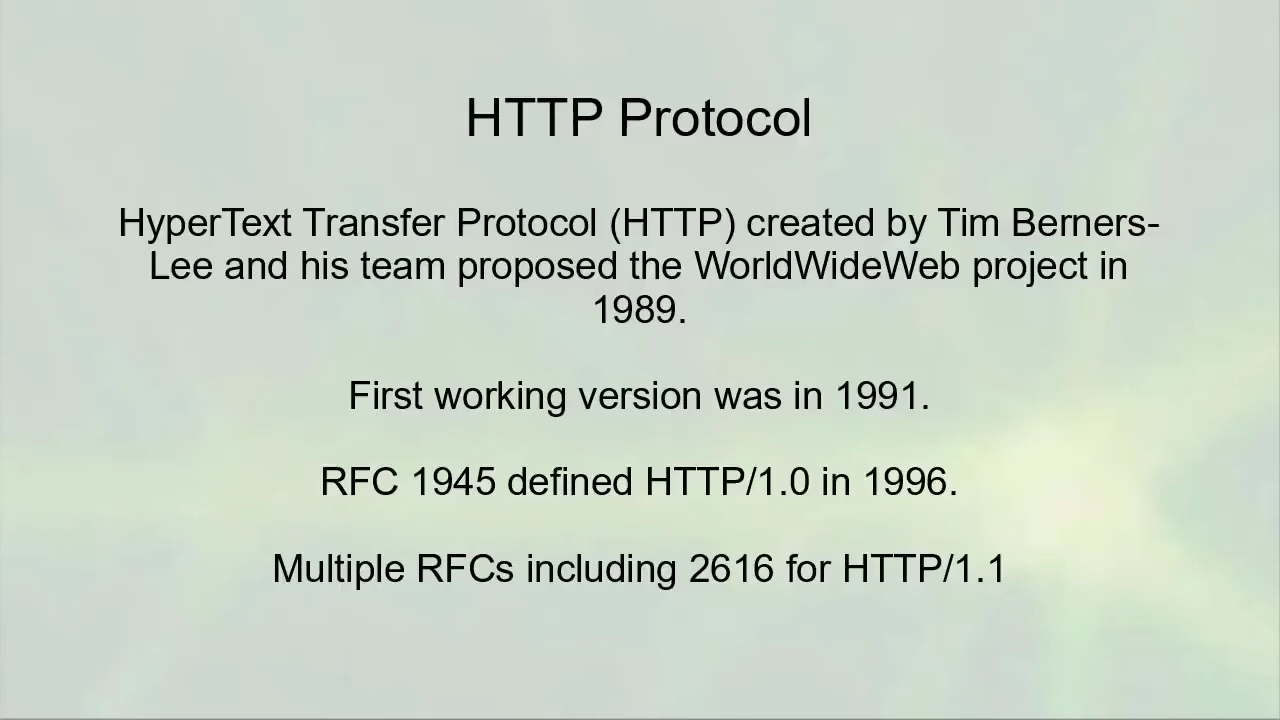 HTTP Protocol
HyperText Transfer Protocol (HTTP) created by Tim Berners-
Lee and his team proposed the WorldWideWeb project in
1989.
First working version was in 1991.
RFC 1945 defined HTTP/1.0 in 1996.
Multiple RFCs including 2616 for HTTP/1.1